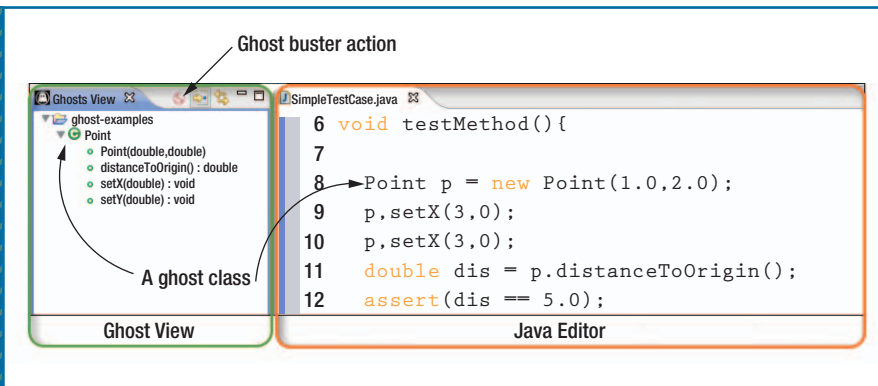 Ghost buster action
Ghosts View
ghost-examples
Point
Point(double,double)
distanceToOrigin() : double
setX(double) : void
setY(double) : void
A ghost class
Ghost View
SimpleTestCase.java
6 void testMethod(){
7
8 Point p = new Point(1.0,2.0);
9 p,setX(3,0);
10 p,setX(3,0);
11 double dis = p.distanceToOrigin();
12 assert(dis == 5.0);
Java Editor